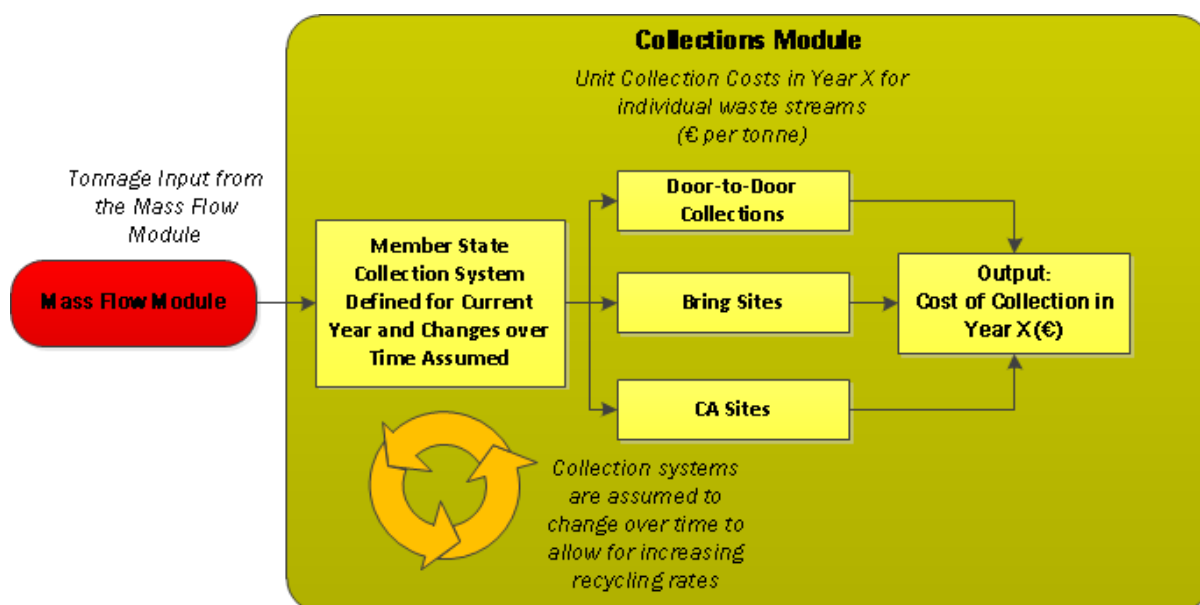 Collections Module
Unit Collection Costs in Year X for
individual waste streams
(€ per tonne)
Tonnage Input from
the Mass Flow
Module
Mass Flow Module
Member State
Collection System
Defined for Current
Year and Changes over
Time Assumed
Door-to-Door
Collections
Bring Sites
CA Sites
Output:
Cost of Collection in
Year X (€)
Collection systems
are assumed to
change over time to
allow for increasing
recycling rates